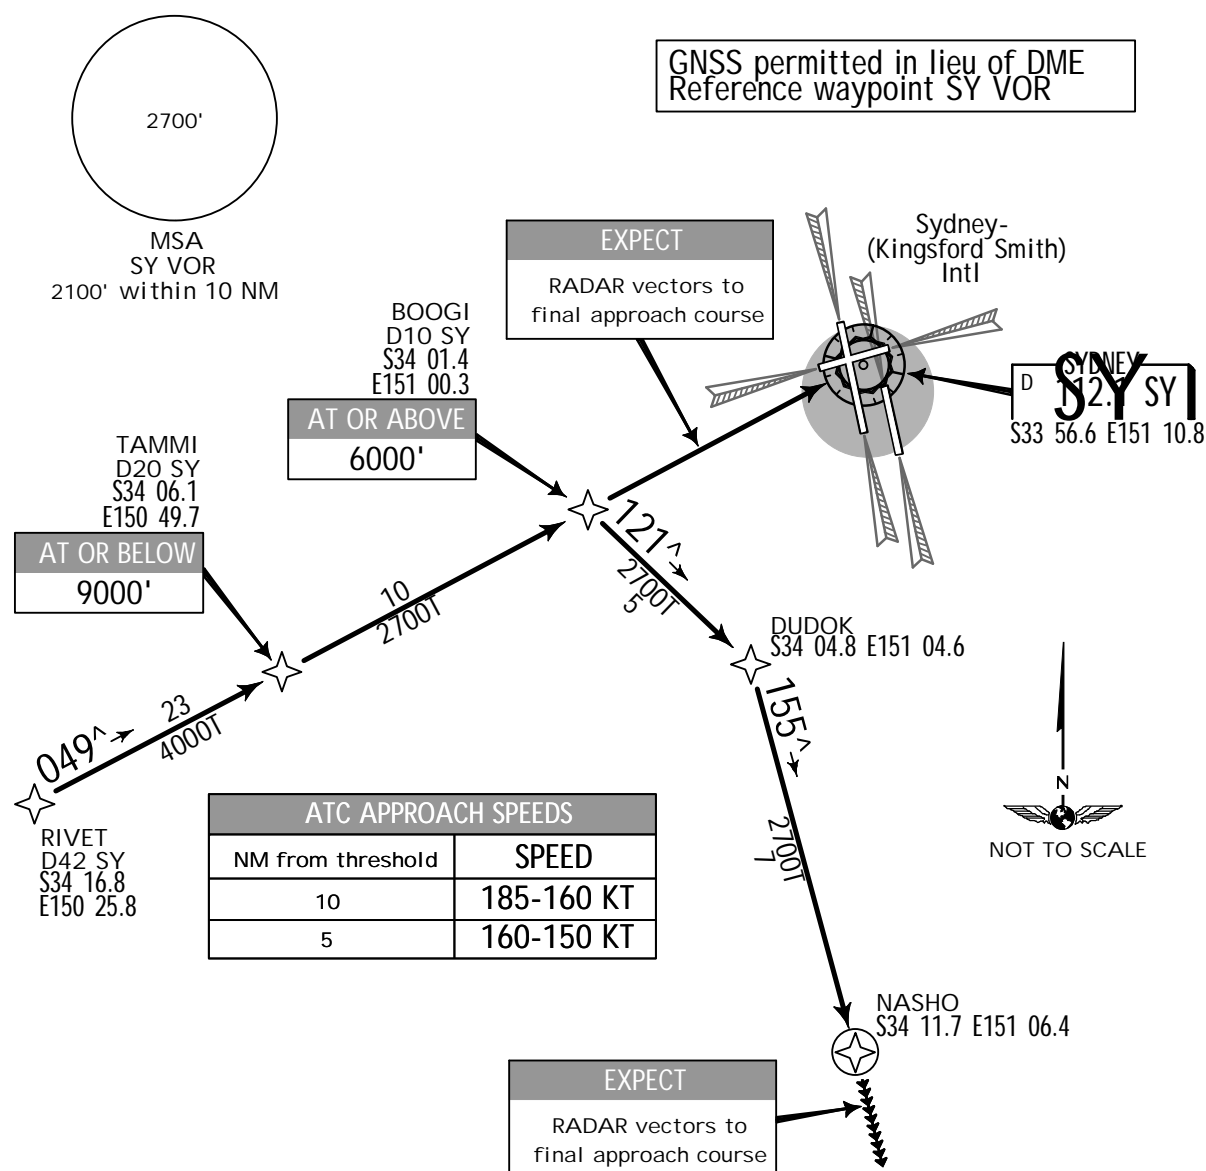 2700'
MSA
SY VOR
2100' within 10 NM
GNSS permitted in lieu of DME
Reference waypoint SY VOR
EXPECT
RADAR vectors to
final approach course
Sydney-
(Kingsford Smith)
Intl
BOOGI
D10 SY
S34 01.4
E151 00.3
AT OR ABOVE
6000'
SYDNEY
D 112.1 SY
SY
S33 56.6 E151 10.8
TAMMI
D20 SY
S34 06.1
E150 49.7
AT OR BELOW
9000'
121^
2700T
5
10
2700T
DUDOK
S34 04.8 E151 04.6
049^
23
4000T
155^
2700T
7
RIVET
D42 SY
S34 16.8
E150 25.8
ATC APPROACH SPEEDS
NM from threshold SPEED
10 185-160 KT
5 160-150 KT
N
NOT TO SCALE
NASHO
S34 11.7 E151 06.4
EXPECT
RADAR vectors to
final approach course